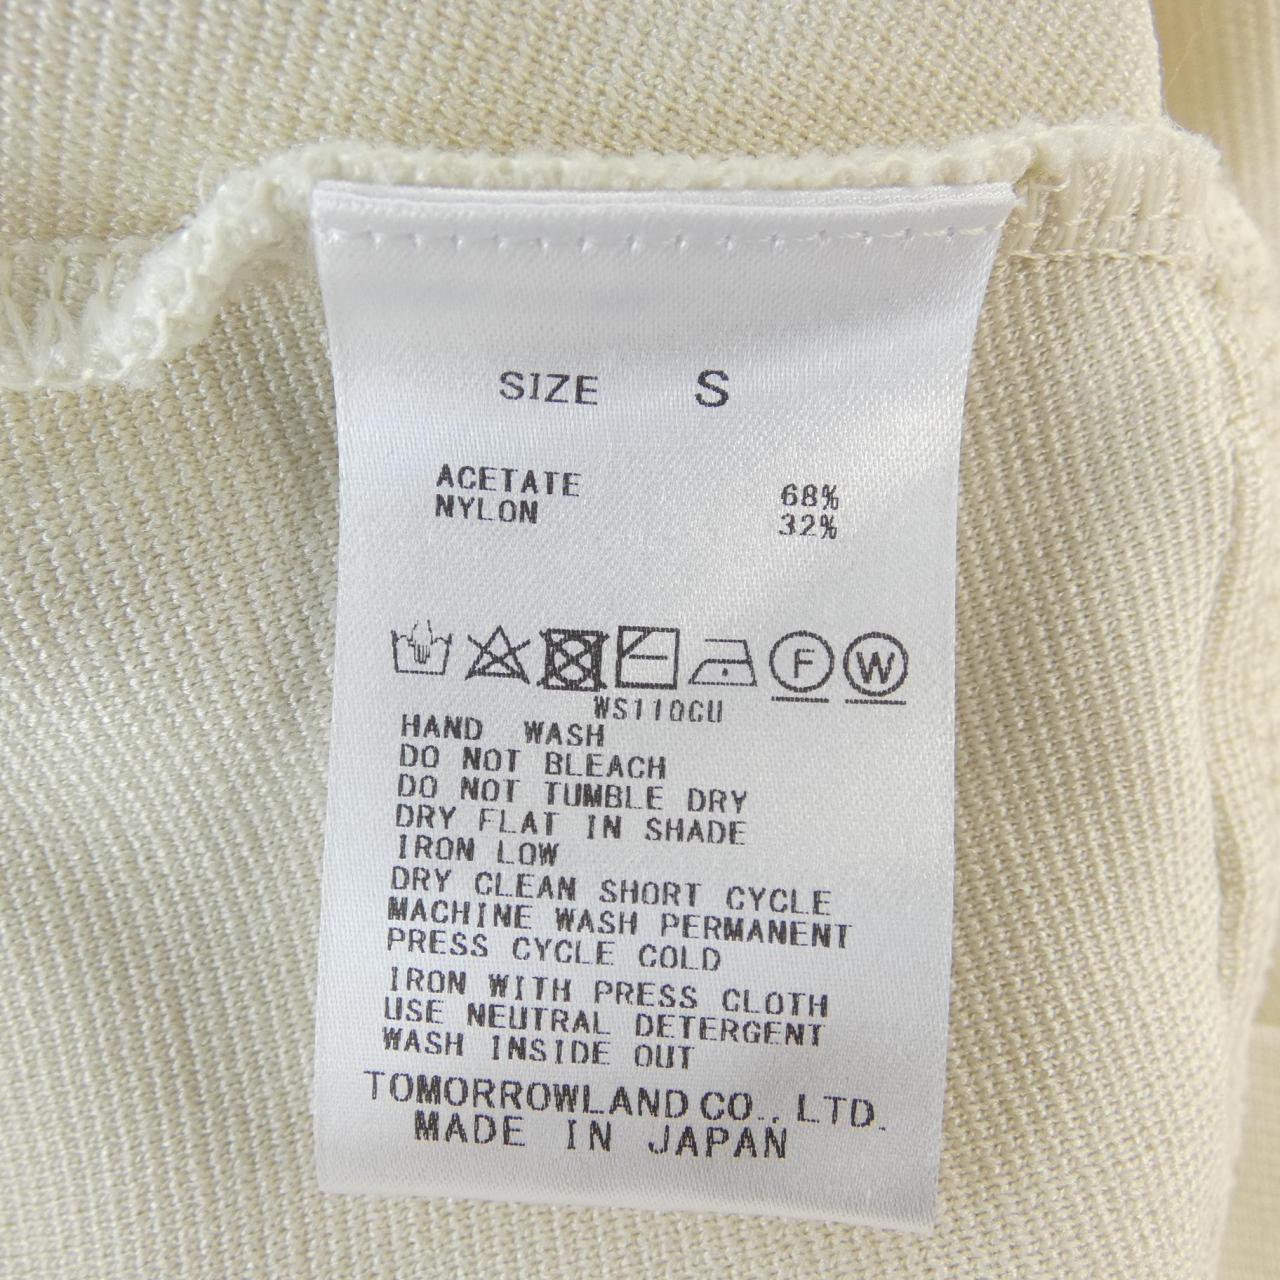 SIZE S
ACETATE 68%
NYLON 32%
F W
WS110CU
HAND WASH
DO NOT BLEACH
DO NOT TUMBLE DRY
DRY FLAT IN SHADE
IRON LOW
DRY CLEAN SHORT CYCLE
MACHINE WASH PERMANENT
PRESS CYCLE COLD
IRON WITH PRESS CLOTH
USE NEUTRAL DETERGENT
WASH INSIDE OUT
TOMORROWLAND CO., LTD.
MADE IN JAPAN